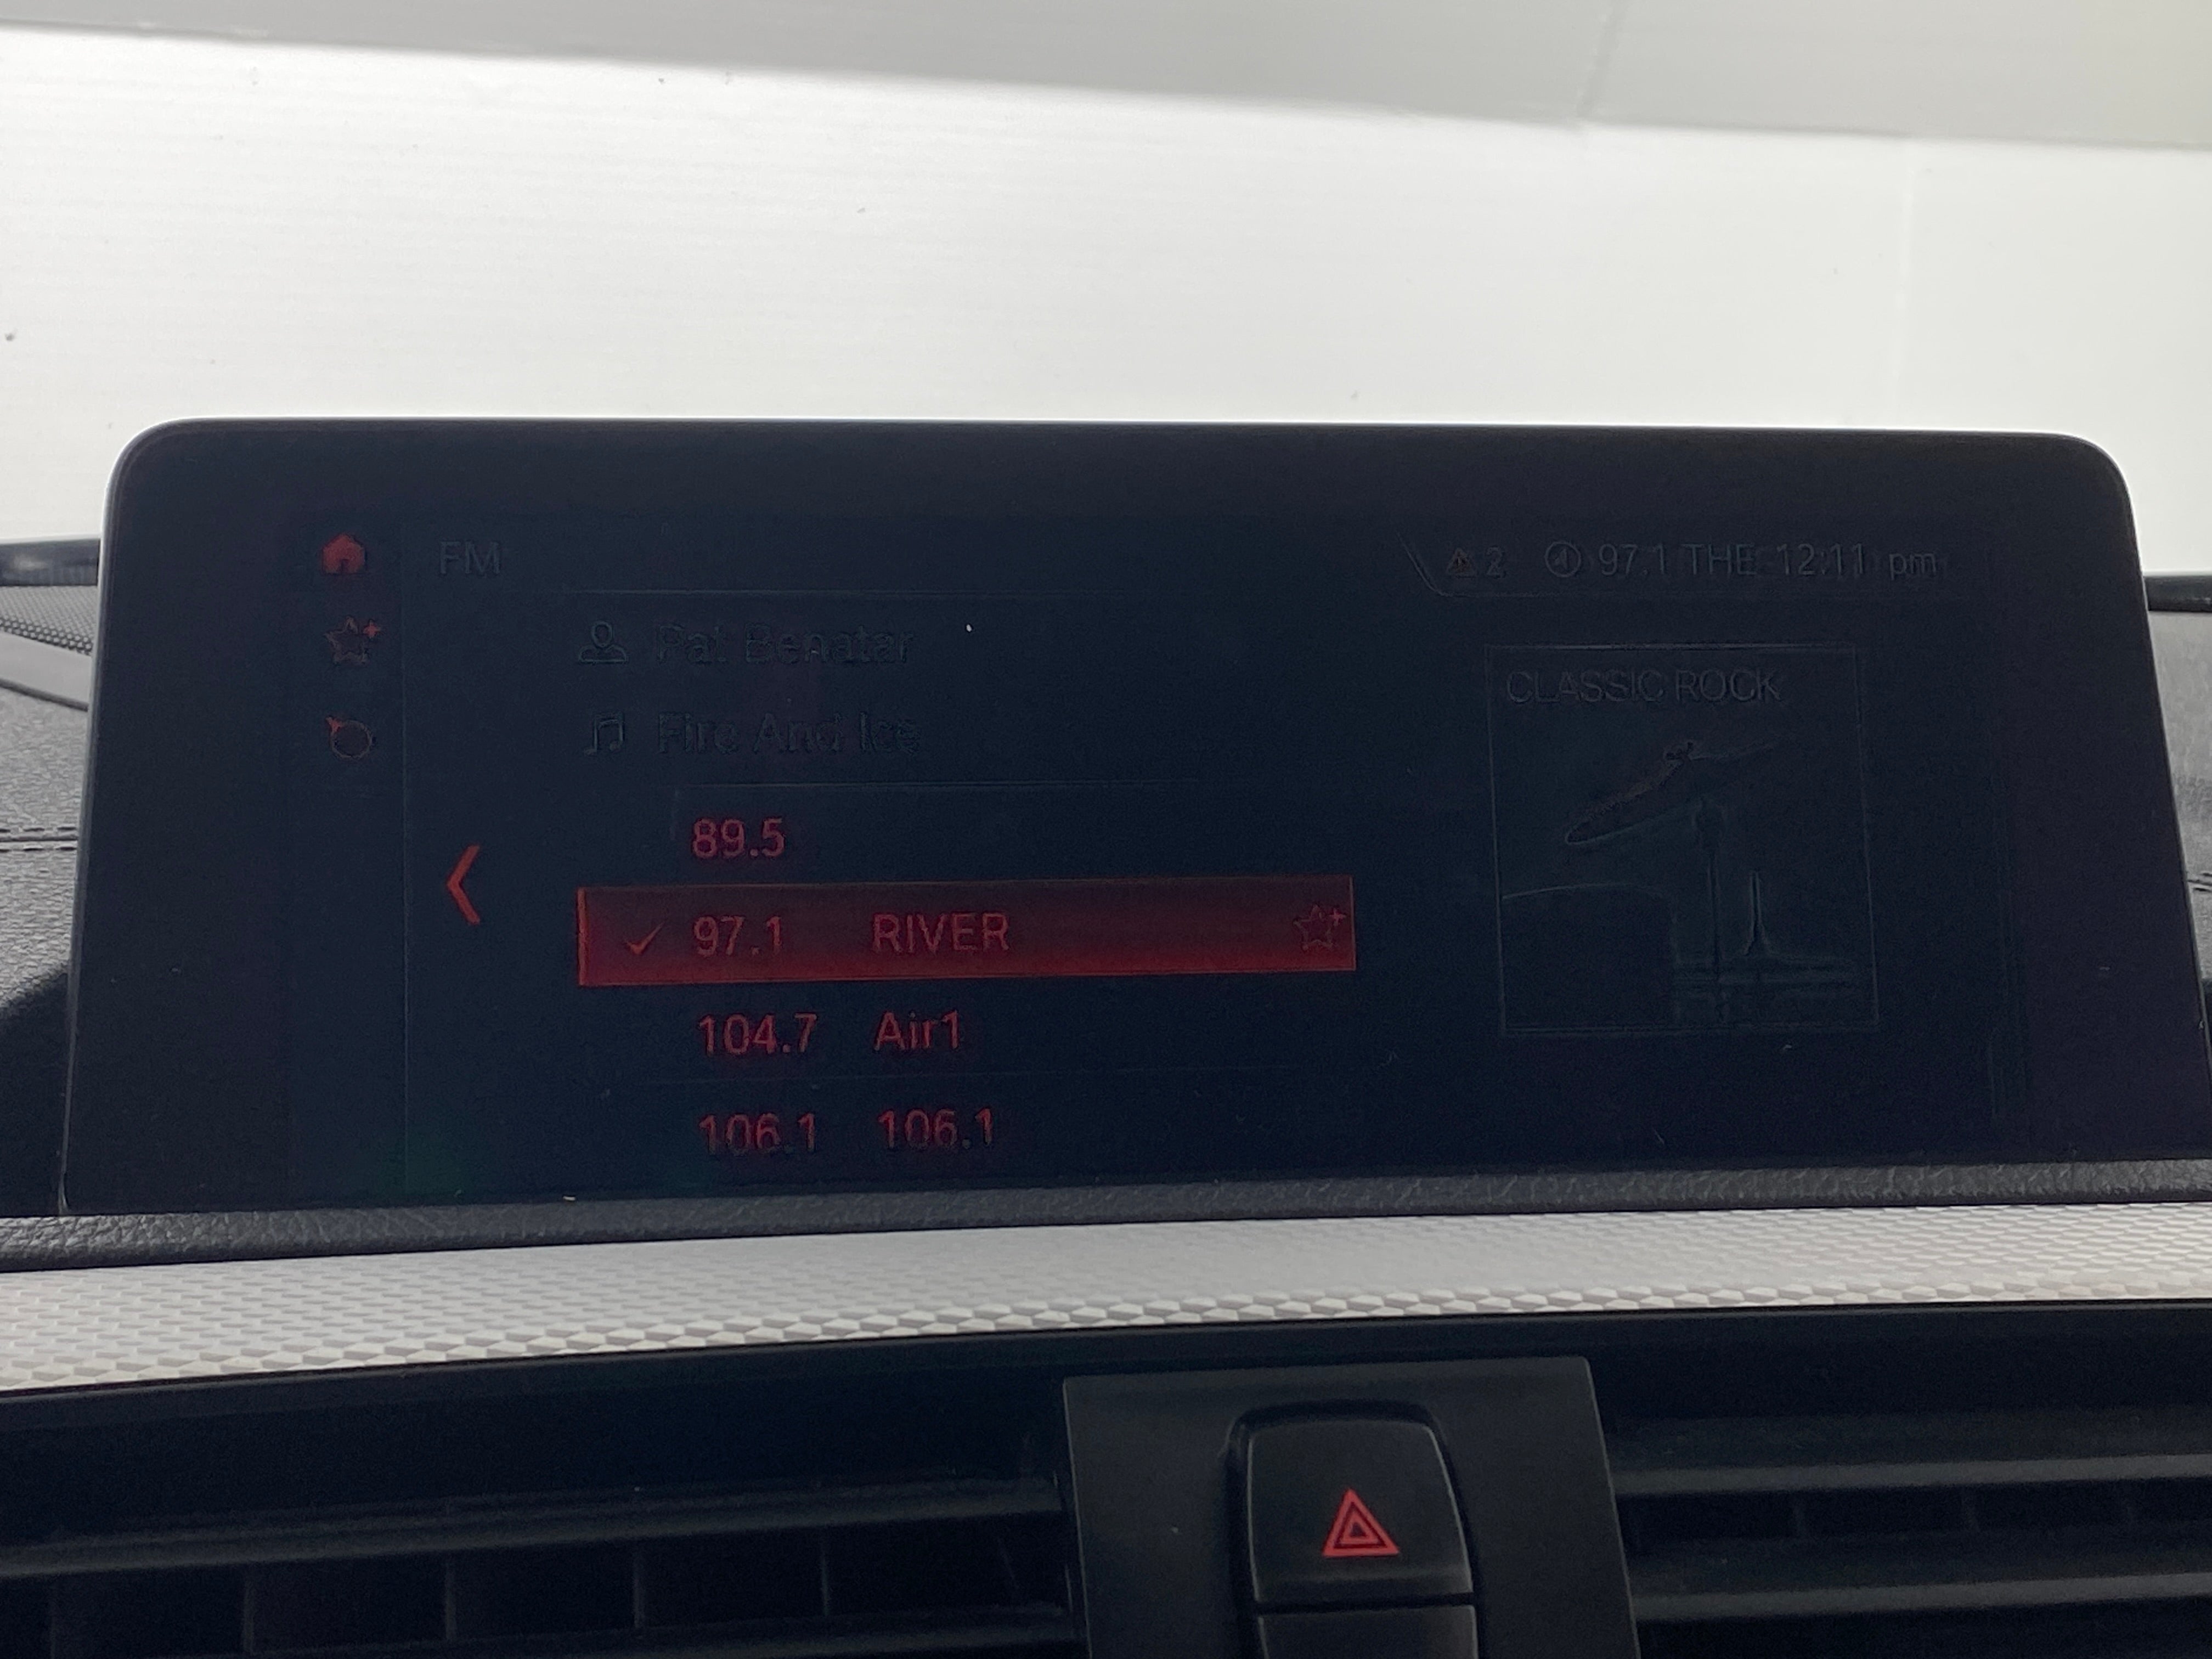 FM
2 97.1 THE 12:11 pm
Pat Benatar
Fire And Ice
CLASSIC ROCK
89.5
97.1 RIVER
104.7 Air1
106.1 106.1